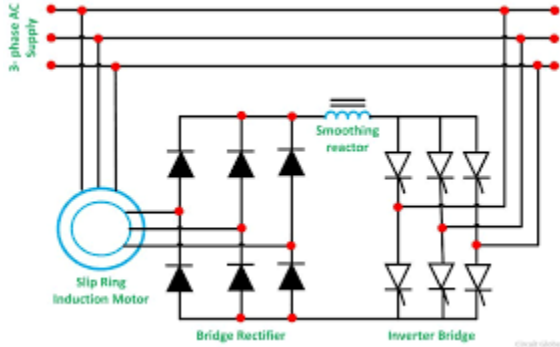 3- phase AC
Supply
Smoothing
reactor
Slip Ring
Induction Motor
Bridge Rectifier
Inverter Bridge